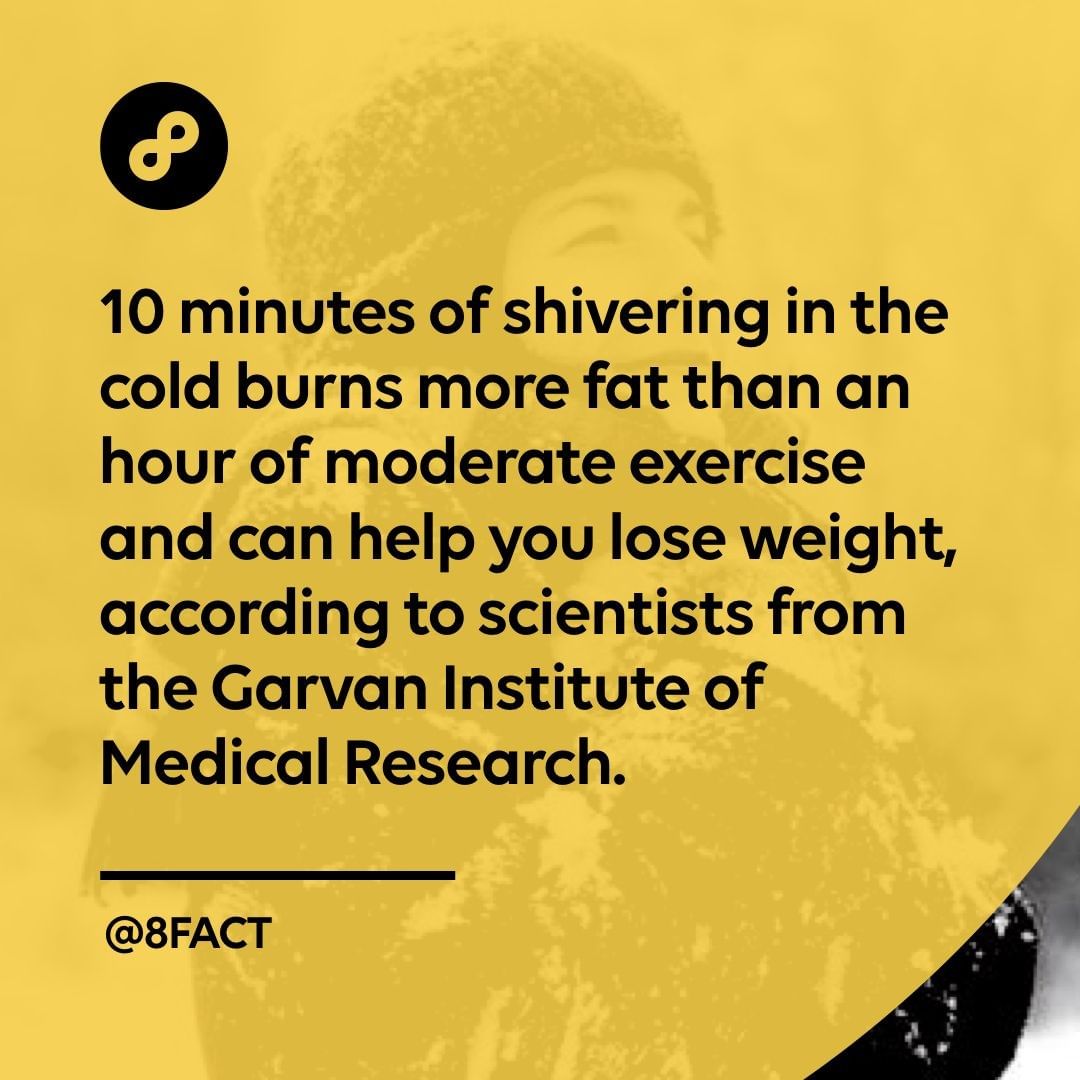 10 minutes of shivering in the
cold burns more fat than an
hour of moderate exercise
and can help you lose weight,
according to scientists from
the Garvan Institute of
Medical Research.
@8FACT